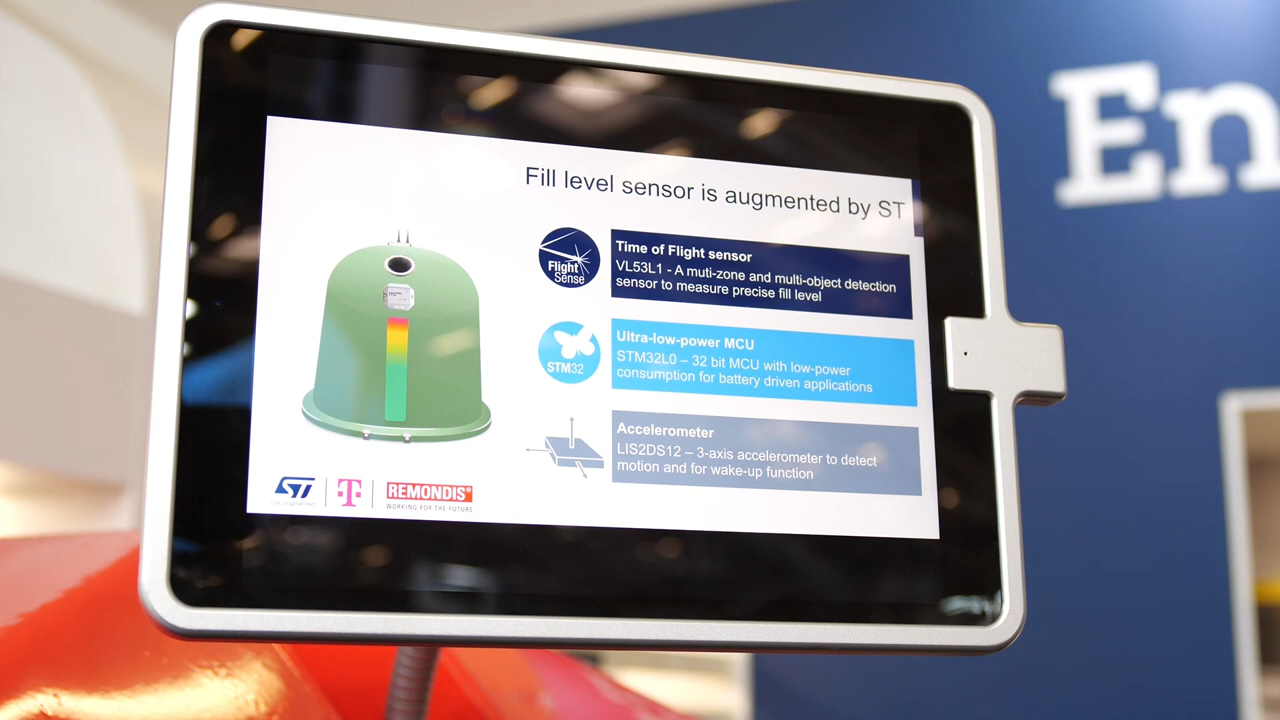 En
Fill level sensor is augmented by ST
Flight
Sense
Time of Flight sensor
VL53L1 - A muti-zone and multi-object detection
sensor to measure precise fill level
STM32
Ultra-low-power MCU
STM32L0 – 32 bit MCU with low-power
consumption for battery driven applications
Accelerometer
LIS2DS12 – 3-axis accelerometer to detect
motion and for wake-up function
ST
T
REMONDIS®
WORKING FOR THE FUTURE